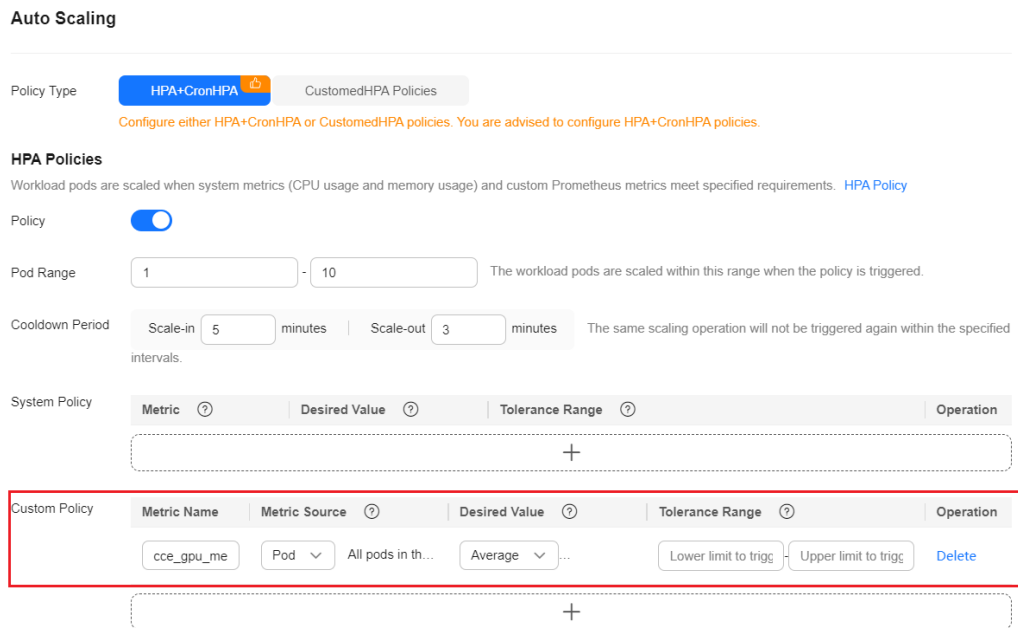 Auto Scaling
Policy Type HPA+CronHPA CustomedHPA Policies
Configure either HPA+CronHPA or CustomedHPA policies. You are advised to configure HPA+CronHPA policies.
HPA Policies
Workload pods are scaled when system metrics (CPU usage and memory usage) and custom Prometheus metrics meet specified requirements. HPA Policy
Policy
Pod Range 1 - 10 The workload pods are scaled within this range when the policy is triggered.
Cooldown Period Scale-in 5 minutes Scale-out 3 minutes The same scaling operation will not be triggered again within the specified
intervals.
System Policy Metric ? Desired Value ? Tolerance Range ? Operation
+
Custom Policy Metric Name Metric Source ? Desired Value ? Tolerance Range ? Operation
cce_gpu_me Pod All pods in th... Average ... Lower limit to trigg - Upper limit to trigg Delete
+